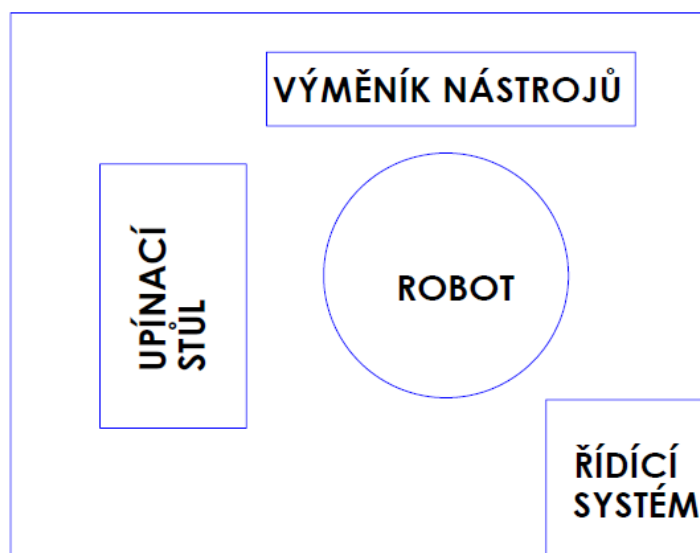 VÝMĚNÍK NÁSTROJŮ
UPÍNACÍ
STŮL
ROBOT
ŘÍDÍCÍ
SYSTÉM